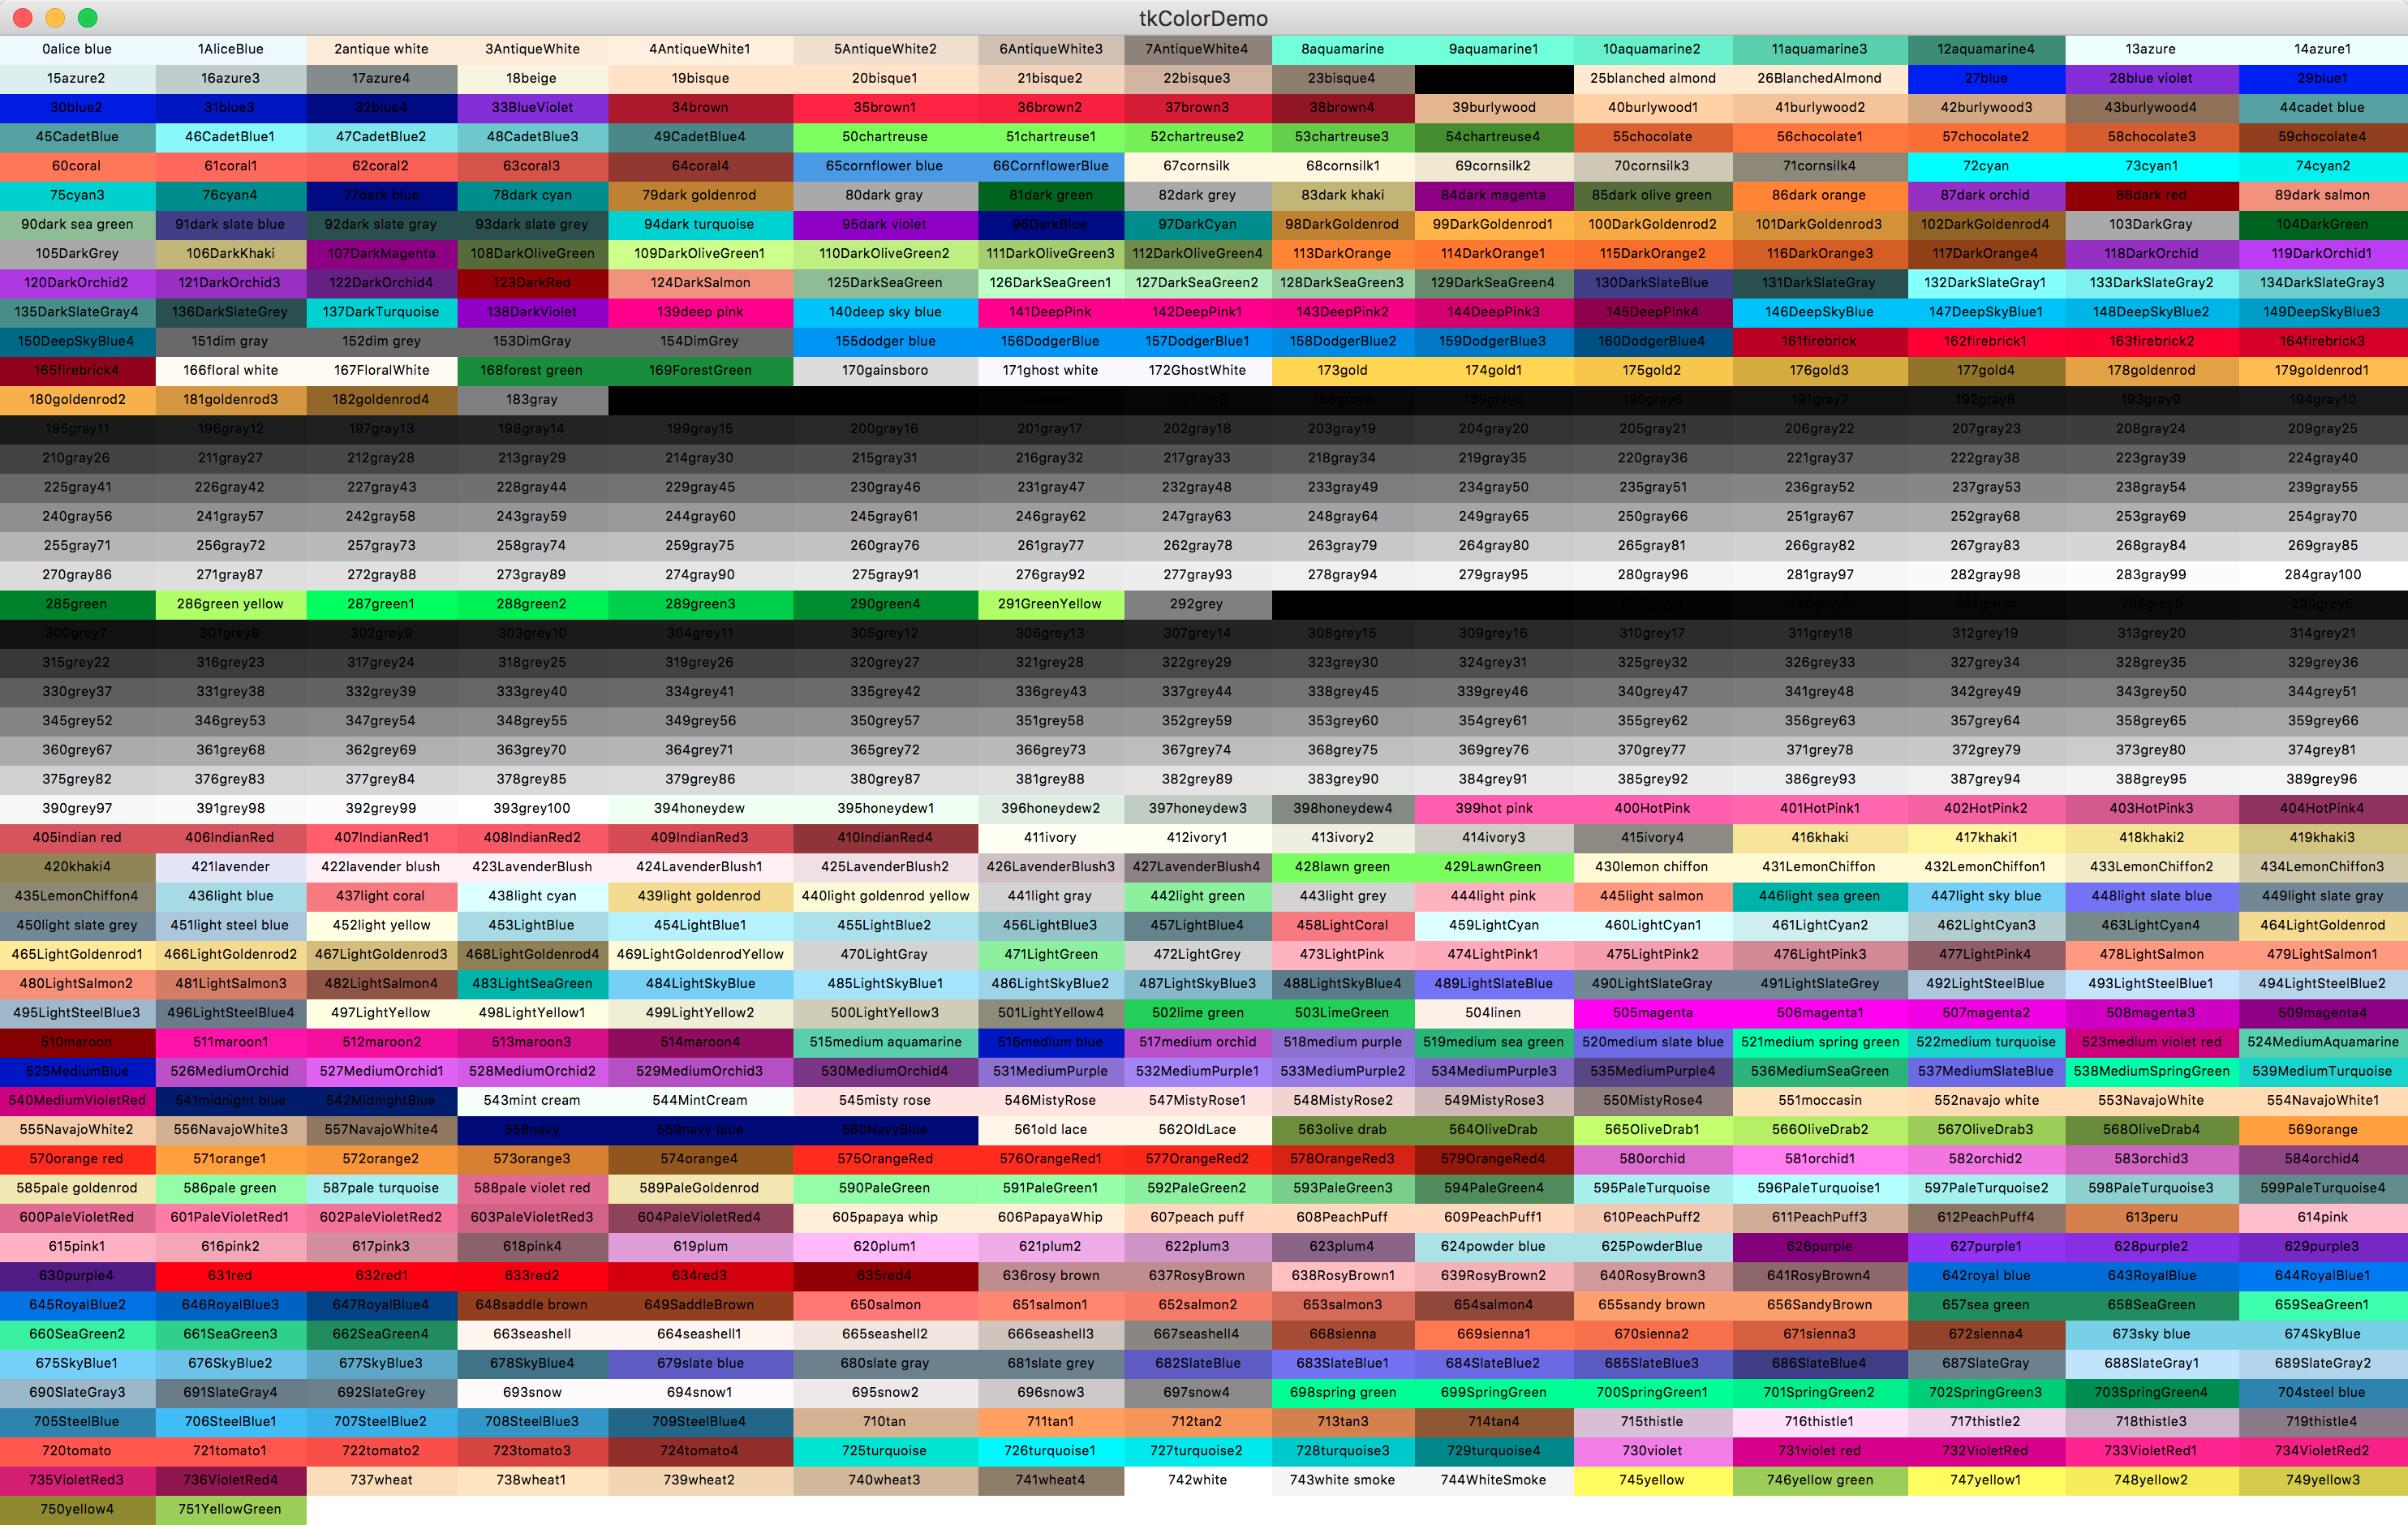 tkColorDemo
0alice blue 1AliceBlue 2antique white 3AntiqueWhite 4AntiqueWhite1 5AntiqueWhite2 6AntiqueWhite3 7AntiqueWhite4 8aquamarine 9aquamarine1 10aquamarine2 11aquamarine3 12aquamarine4 13azure 14azure1
15azure2 16azure3 17azure4 18beige 19bisque 20bisque1 21bisque2 22bisque3 23bisque4 25blanched almond 26BlanchedAlmond 27blue 28blue violet 29blue1
30blue2 31blue3 32blue4 33BlueViolet 34brown 35brown1 36brown2 37brown3 38brown4 39burlywood 40burlywood1 41burlywood2 42burlywood3 43burlywood4 44cadet blue
45CadetBlue 46CadetBlue1 47CadetBlue2 48CadetBlue3 49CadetBlue4 50chartreuse 51chartreuse1 52chartreuse2 53chartreuse3 54chartreuse4 55chocolate 56chocolate1 57chocolate2 58chocolate3 59chocolate4
60coral 61coral1 62coral2 63coral3 64coral4 65cornflower blue 66CornflowerBlue 67cornsilk 68cornsilk1 69cornsilk2 70cornsilk3 71cornsilk4 72cyan 73cyan1 74cyan2
75cyan3 76cyan4 77dark blue 78dark cyan 79dark goldenrod 80dark gray 81dark green 82dark grey 83dark khaki 84dark magenta 85dark olive green 86dark orange 87dark orchid 88dark red 89dark salmon
90dark sea green 91dark slate blue 92dark slate gray 93dark slate grey 94dark turquoise 95dark violet 96DarkBlue 97DarkCyan 98DarkGoldenrod 99DarkGoldenrod1 100DarkGoldenrod2 101DarkGoldenrod3 102DarkGoldenrod4 103DarkGray 104DarkGreen
105DarkGrey 106DarkKhaki 107DarkMagenta 108DarkOliveGreen 109DarkOliveGreen1 110DarkOliveGreen2 111DarkOliveGreen3 112DarkOliveGreen4 113DarkOrange 114DarkOrange1 115DarkOrange2 116DarkOrange3 117DarkOrange4 118DarkOrchid 119DarkOrchid1
120DarkOrchid2 121DarkOrchid3 122DarkOrchid4 123DarkRed 124DarkSalmon 125DarkSeaGreen 126DarkSeaGreen1 127DarkSeaGreen2 128DarkSeaGreen3 129DarkSeaGreen4 130DarkSlateBlue 131DarkSlateGray 132DarkSlateGray1 133DarkSlateGray2 134DarkSlateGray3
135DarkSlateGray4 136DarkSlateGrey 137DarkTurquoise 138DarkViolet 139deep pink 140deep sky blue 141DeepPink 142DeepPink1 143DeepPink2 144DeepPink3 145DeepPink4 146DeepSkyBlue 147DeepSkyBlue1 148DeepSkyBlue2 149DeepSkyBlue3
150DeepSkyBlue4 151dim gray 152dim grey 153DimGray 154DimGrey 155dodger blue 156DodgerBlue 157DodgerBlue1 158DodgerBlue2 159DodgerBlue3 160DodgerBlue4 161firebrick 162firebrick1 163firebrick2 164firebrick3
165firebrick4 166floral white 167FloralWhite 168forest green 169ForestGreen 170gainsboro 171ghost white 172GhostWhite 173gold 174gold1 175gold2 176gold3 177gold4 178goldenrod 179goldenrod1
180goldenrod2 181goldenrod3 182goldenrod4 183gray 187gray3 188gray4 189gray5 190gray6 191gray7 192gray8 193gray9 194gray10
195gray11 196gray12 197gray13 198gray14 199gray15 200gray16 201gray17 202gray18 203gray19 204gray20 205gray21 206gray22 207gray23 208gray24 209gray25
210gray26 211gray27 212gray28 213gray29 214gray30 215gray31 216gray32 217gray33 218gray34 219gray35 220gray36 221gray37 222gray38 223gray39 224gray40
225gray41 226gray42 227gray43 228gray44 229gray45 230gray46 231gray47 232gray48 233gray49 234gray50 235gray51 236gray52 237gray53 238gray54 239gray55
240gray56 241gray57 242gray58 243gray59 244gray60 245gray61 246gray62 247gray63 248gray64 249gray65 250gray66 251gray67 252gray68 253gray69 254gray70
255gray71 256gray72 257gray73 258gray74 259gray75 260gray76 261gray77 262gray78 263gray79 264gray80 265gray81 266gray82 267gray83 268gray84 269gray85
270gray86 271gray87 272gray88 273gray89 274gray90 275gray91 276gray92 277gray93 278gray94 279gray95 280gray96 281gray97 282gray98 283gray99 284gray100
285green 286green yellow 287green1 288green2 289green3 290green4 291GreenYellow 292grey 296grey3 297grey4 298grey5 299grey6
300grey7 301grey8 302grey9 303grey10 304grey11 305grey12 306grey13 307grey14 308grey15 309grey16 310grey17 311grey18 312grey19 313grey20 314grey21
315grey22 316grey23 317grey24 318grey25 319grey26 320grey27 321grey28 322grey29 323grey30 324grey31 325grey32 326grey33 327grey34 328grey35 329grey36
330grey37 331grey38 332grey39 333grey40 334grey41 335grey42 336grey43 337grey44 338grey45 339grey46 340grey47 341grey48 342grey49 343grey50 344grey51
345grey52 346grey53 347grey54 348grey55 349grey56 350grey57 351grey58 352grey59 353grey60 354grey61 355grey62 356grey63 357grey64 358grey65 359grey66
360grey67 361grey68 362grey69 363grey70 364grey71 365grey72 366grey73 367grey74 368grey75 369grey76 370grey77 371grey78 372grey79 373grey80 374grey81
375grey82 376grey83 377grey84 378grey85 379grey86 380grey87 381grey88 382grey89 383grey90 384grey91 385grey92 386grey93 387grey94 388grey95 389grey96
390grey97 391grey98 392grey99 393grey100 394honeydew 395honeydew1 396honeydew2 397honeydew3 398honeydew4 399hot pink 400HotPink 401HotPink1 402HotPink2 403HotPink3 404HotPink4
405indian red 406IndianRed 407IndianRed1 408IndianRed2 409IndianRed3 410IndianRed4 411ivory 412ivory1 413ivory2 414ivory3 415ivory4 416khaki 417khaki1 418khaki2 419khaki3
420khaki4 421lavender 422lavender blush 423LavenderBlush 424LavenderBlush1 425LavenderBlush2 426LavenderBlush3 427LavenderBlush4 428lawn green 429LawnGreen 430lemon chiffon 431LemonChiffon 432LemonChiffon1 433LemonChiffon2 434LemonChiffon3
435LemonChiffon4 436light blue 437light coral 438light cyan 439light goldenrod 440light goldenrod yellow 441light gray 442light green 443light grey 444light pink 445light salmon 446light sea green 447light sky blue 448light slate blue 449light slate gray
450light slate grey 451light steel blue 452light yellow 453LightBlue 454LightBlue1 455LightBlue2 456LightBlue3 457LightBlue4 458LightCoral 459LightCyan 460LightCyan1 461LightCyan2 462LightCyan3 463LightCyan4 464LightGoldenrod
465LightGoldenrod1 466LightGoldenrod2 467LightGoldenrod3 468LightGoldenrod4 469LightGoldenrodYellow 470LightGray 471LightGreen 472LightGrey 473LightPink 474LightPink1 475LightPink2 476LightPink3 477LightPink4 478LightSalmon 479LightSalmon1
480LightSalmon2 481LightSalmon3 482LightSalmon4 483LightSeaGreen 484LightSkyBlue 485LightSkyBlue1 486LightSkyBlue2 487LightSkyBlue3 488LightSkyBlue4 489LightSlateBlue 490LightSlateGray 491LightSlateGrey 492LightSteelBlue 493LightSteelBlue1 494LightSteelBlue2
495LightSteelBlue3 496LightSteelBlue4 497LightYellow 498LightYellow1 499LightYellow2 500LightYellow3 501LightYellow4 502lime green 503LimeGreen 504linen 505magenta 506magenta1 507magenta2 508magenta3 509magenta4
510maroon 511maroon1 512maroon2 513maroon3 514maroon4 515medium aquamarine 516medium blue 517medium orchid 518medium purple 519medium sea green 520medium slate blue 521medium spring green 522medium turquoise 523medium violet red 524MediumAquamarine
525MediumBlue 526MediumOrchid 527MediumOrchid1 528MediumOrchid2 529MediumOrchid3 530MediumOrchid4 531MediumPurple 532MediumPurple1 533MediumPurple2 534MediumPurple3 535MediumPurple4 536MediumSeaGreen 537MediumSlateBlue 538MediumSpringGreen 539MediumTurquoise
540MediumVioletRed 541midnight blue 542MidnightBlue 543mint cream 544MintCream 545misty rose 546MistyRose 547MistyRose1 548MistyRose2 549MistyRose3 550MistyRose4 551moccasin 552navajo white 553NavajoWhite 554NavajoWhite1
555NavajoWhite2 556NavajoWhite3 557NavajoWhite4 558navy 559navy blue 560NavyBlue 561old lace 562OldLace 563olive drab 564OliveDrab 565OliveDrab1 566OliveDrab2 567OliveDrab3 568OliveDrab4 569orange
570orange red 571orange1 572orange2 573orange3 574orange4 575OrangeRed 576OrangeRed1 577OrangeRed2 578OrangeRed3 579OrangeRed4 580orchid 581orchid1 582orchid2 583orchid3 584orchid4
585pale goldenrod 586pale green 587pale turquoise 588pale violet red 589PaleGoldenrod 590PaleGreen 591PaleGreen1 592PaleGreen2 593PaleGreen3 594PaleGreen4 595PaleTurquoise 596PaleTurquoise1 597PaleTurquoise2 598PaleTurquoise3 599PaleTurquoise4
600PaleVioletRed 601PaleVioletRed1 602PaleVioletRed2 603PaleVioletRed3 604PaleVioletRed4 605papaya whip 606PapayaWhip 607peach puff 608PeachPuff 609PeachPuff1 610PeachPuff2 611PeachPuff3 612PeachPuff4 613peru 614pink
615pink1 616pink2 617pink3 618pink4 619plum 620plum1 621plum2 622plum3 623plum4 624powder blue 625PowderBlue 626purple 627purple1 628purple2 629purple3
630purple4 631red 632red1 633red2 634red3 635red4 636rosy brown 637RosyBrown 638RosyBrown1 639RosyBrown2 640RosyBrown3 641RosyBrown4 642royal blue 643RoyalBlue 644RoyalBlue1
645RoyalBlue2 646RoyalBlue3 647RoyalBlue4 648saddle brown 649SaddleBrown 650salmon 651salmon1 652salmon2 653salmon3 654salmon4 655sandy brown 656SandyBrown 657sea green 658SeaGreen 659SeaGreen1
660SeaGreen2 661SeaGreen3 662SeaGreen4 663seashell 664seashell1 665seashell2 666seashell3 667seashell4 668sienna 669sienna1 670sienna2 671sienna3 672sienna4 673sky blue 674SkyBlue
675SkyBlue1 676SkyBlue2 677SkyBlue3 678SkyBlue4 679slate blue 680slate gray 681slate grey 682SlateBlue 683SlateBlue1 684SlateBlue2 685SlateBlue3 686SlateBlue4 687SlateGray 688SlateGray1 689SlateGray2
690SlateGray3 691SlateGray4 692SlateGrey 693snow 694snow1 695snow2 696snow3 697snow4 698spring green 699SpringGreen 700SpringGreen1 701SpringGreen2 702SpringGreen3 703SpringGreen4 704steel blue
705SteelBlue 706SteelBlue1 707SteelBlue2 708SteelBlue3 709SteelBlue4 710tan 711tan1 712tan2 713tan3 714tan4 715thistle 716thistle1 717thistle2 718thistle3 719thistle4
720tomato 721tomato1 722tomato2 723tomato3 724tomato4 725turquoise 726turquoise1 727turquoise2 728turquoise3 729turquoise4 730violet 731violet red 732VioletRed 733VioletRed1 734VioletRed2
735VioletRed3 736VioletRed4 737wheat 738wheat1 739wheat2 740wheat3 741wheat4 742white 743white smoke 744WhiteSmoke 745yellow 746yellow green 747yellow1 748yellow2 749yellow3
750yellow4 751YellowGreen